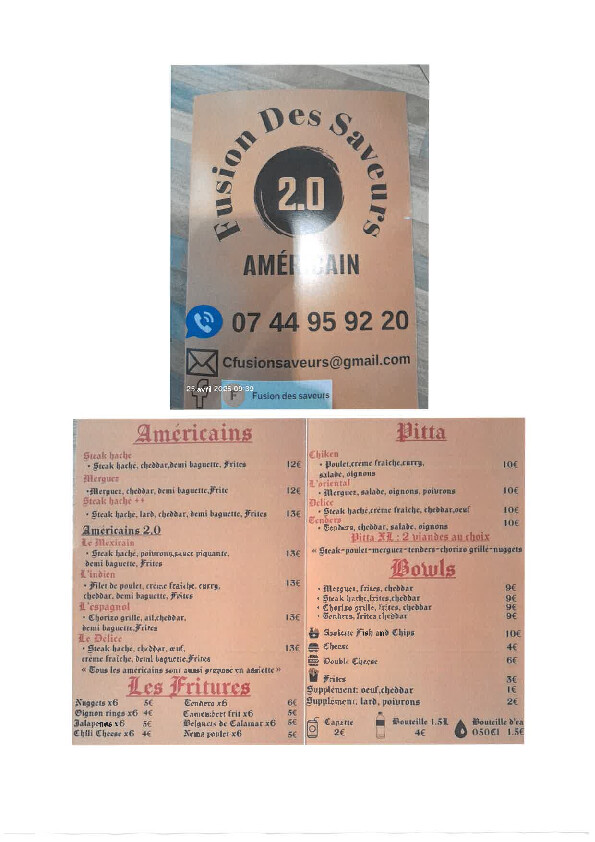 Fusion Des Saveurs
2.0
AMÉRICAIN
07 44 95 92 20
Cfusionsaveurs@gmail.com
25 avril 2025 09:39
F Fusion des saveurs
Américains
Steak hache
• Steak haché, cheddar,demi baguette, Frites 12€
Merguez
•Merguez, cheddar, demi baguette,Frite 12€
Steak haché ++
• Steak haché, lard, cheddar, demi baguette, Frites 13€
Américains 2.0
Le Mexicain
• Steak haché, poivrons,sauce piquante, 13€
demi baguette, Frites
L'indien
• Filet de poulet, crème fraîche, curry, 13€
cheddar, demi baguette, Frites
L'espagnol
• Chorizo grillé, ail,cheddar, 13€
demi baguette,Frites
Le Délice
• Steak haché, cheddar, œuf, 13€
crème fraîche, demi baguette,Frites
« Tous les américains sont aussi proposé en assiette »
Les Fritures
Nuggets x6 5€ Tenders x6 6€
Oignon rings x6 4€ Camembert frit x6 5€
Jalapenos x6 5€ Beignets de Calamar x6 5€
Chili Cheese x6 4€ Nems poulet x6 5€
Pitta
Chiken
• Poulet,crème fraîche,curry, 10€
salade, oignons
L'oriental
• Merguez, salade, oignons, poivrons 10€
Délice
• Steak haché,crème fraîche, cheddar,oeuf 10€
Tenders
• Tenders, cheddar, salade, oignons 10€
Pitta XL : 2 viandes au choix
« Steak-poulet-merguez-tenders-chorizo grillé-nuggets
Bowls
• Merguez, frites, cheddar 9€
• Steak haché,frites,cheddar 9€
• Chorizo grillé, frites, cheddar 9€
• Tenders, frites cheddar 9€
Assiette Fish and Chips 10€
Cheese 4€
Double Cheese 6€
Frites 3€
Supplément: oeuf,cheddar 1€
Supplément, lard, poivrons 2€
Canette Bouteille 1.5L Bouteille d'ea
2€ 4€ 050Cl 1.5€